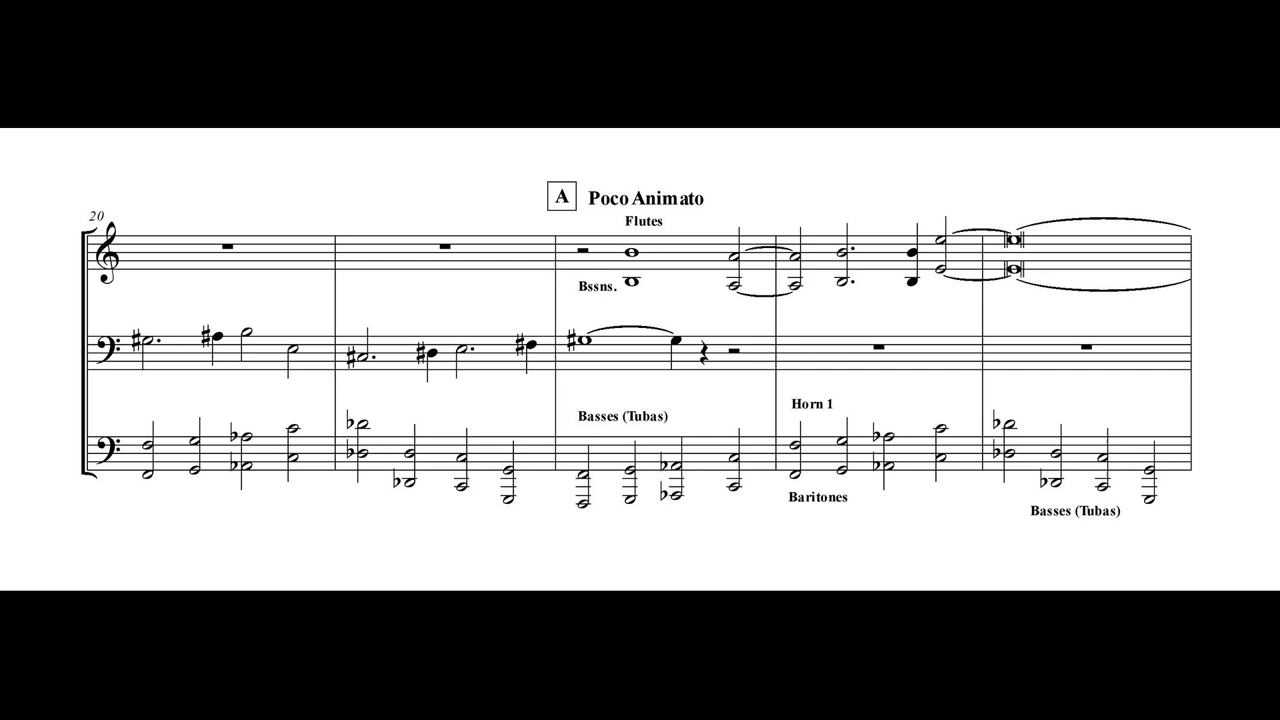 20
A Poco Animato
Flutes
Bssns.
Basses (Tubas)
Horn 1
Baritones
Basses (Tubas)